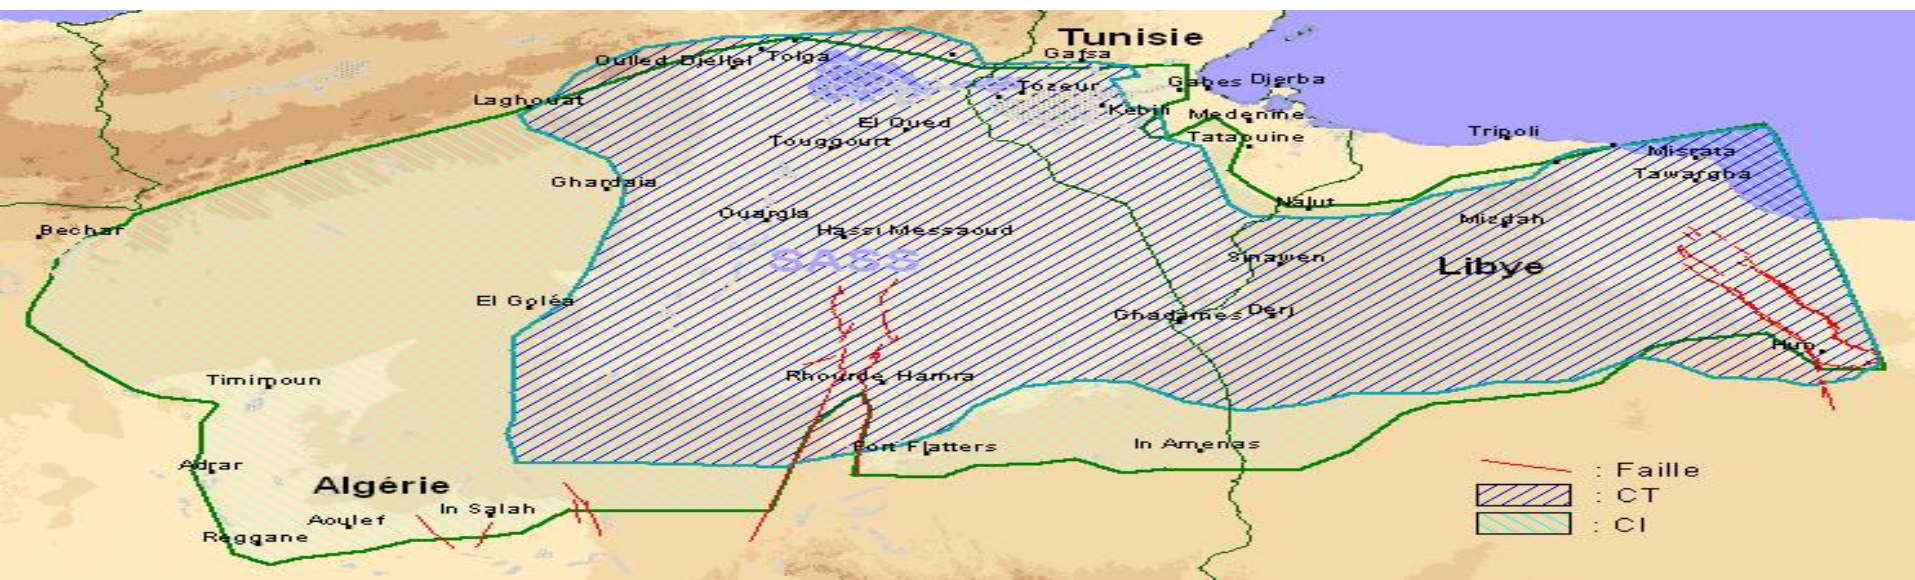 Tunisie
Gafsa
Oulled Djellel
Tolga
Gabes
Djerba
Tozeur
Laghouat
Kebili
Medenine
El Oued
Tripoli
Tataouine
Touggourt
Misrata
Tawargha
Ghardaia
Nalut
Ouargla
Mizdah
Bechar
Hassi Messaoud
SASS
Sinawen
Libye
El Goléa
Ghadames
Derj
Hun
Timimoun
Rhourde Hamra
Fort Flatters
In Amenas
Adrar
: Faille
Algérie
: CT
In Salah
Aoulef
: CI
Reggane